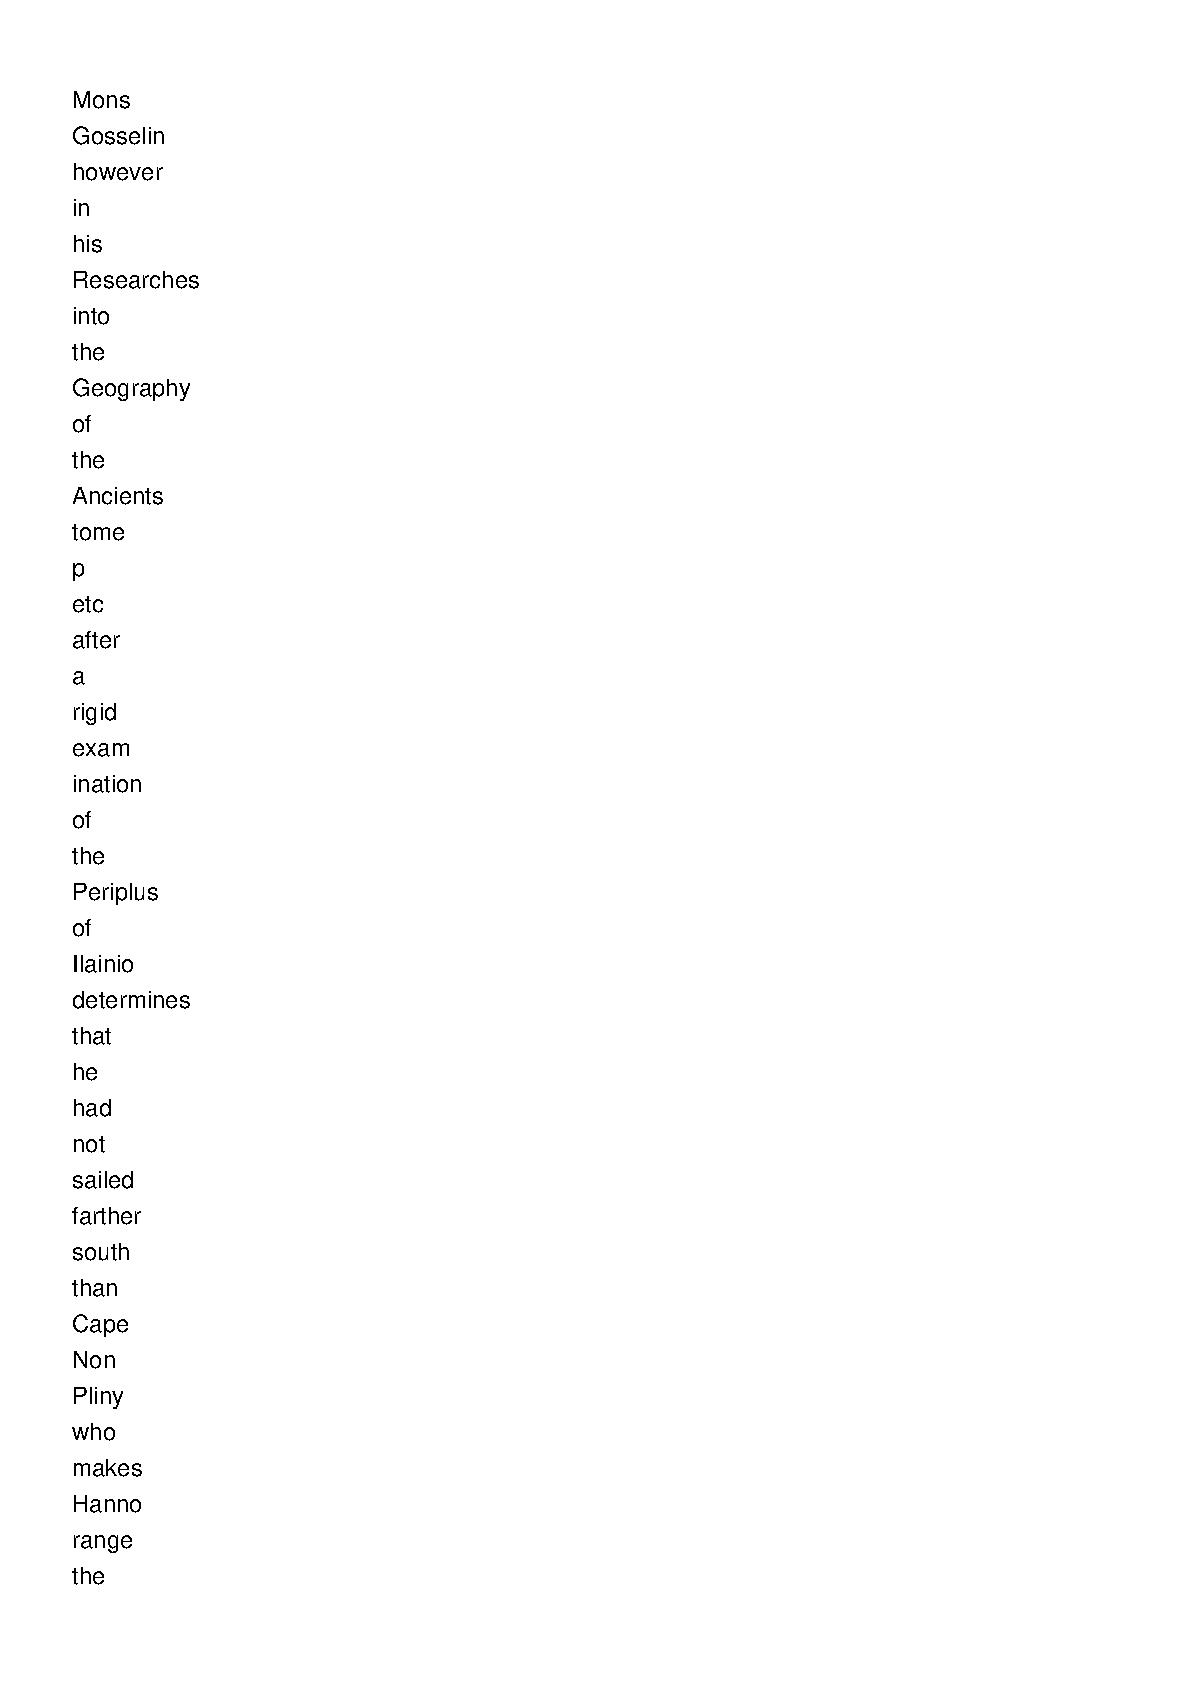 Mons
Gosselin
however
in
his
Researches
into
the
Geography
of
the
Ancients
tome
p
etc
after
a
rigid
exam
ination
of
the
Periplus
of
Ilainio
determines
that
he
had
not
sailed
farther
south
than
Cape
Non
Pliny
who
makes
Hanno
range
the